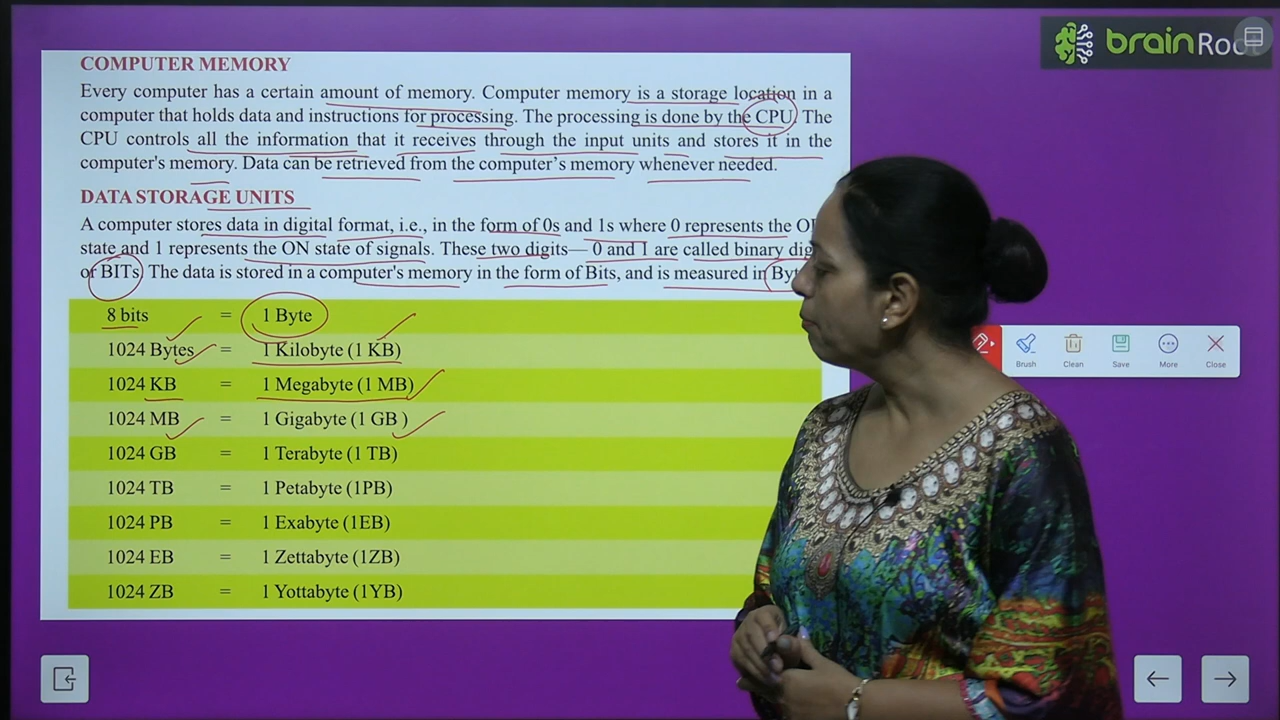 brainRo
COMPUTER MEMORY
Every computer has a certain amount of memory. Computer memory is a storage location in a
computer that holds data and instructions for processing. The processing is done by the CPU. The
CPU controls all the information that it receives through the input units and stores it in the
computer's memory. Data can be retrieved from the computer’s memory whenever needed.
DATA STORAGE UNITS
A computer stores data in digital format, i.e., in the form of 0s and 1s where 0 represents the
state and 1 represents the ON state of signals. These two digits— 0 and 1 are called binary
or BITs. The data is stored in a computer's memory in the form of Bits, and is measured in
8 bits = 1 Byte
1024 Bytes = 1 Kilobyte (1 KB)
1024 KB = 1 Megabyte (1 MB)
1024 MB = 1 Gigabyte (1 GB )
1024 GB = 1 Terabyte (1 TB)
1024 TB = 1 Petabyte (1PB)
1024 PB = 1 Exabyte (1EB)
1024 EB = 1 Zettabyte (1ZB)
1024 ZB = 1 Yottabyte (1YB)
Brush Clean Save More Close